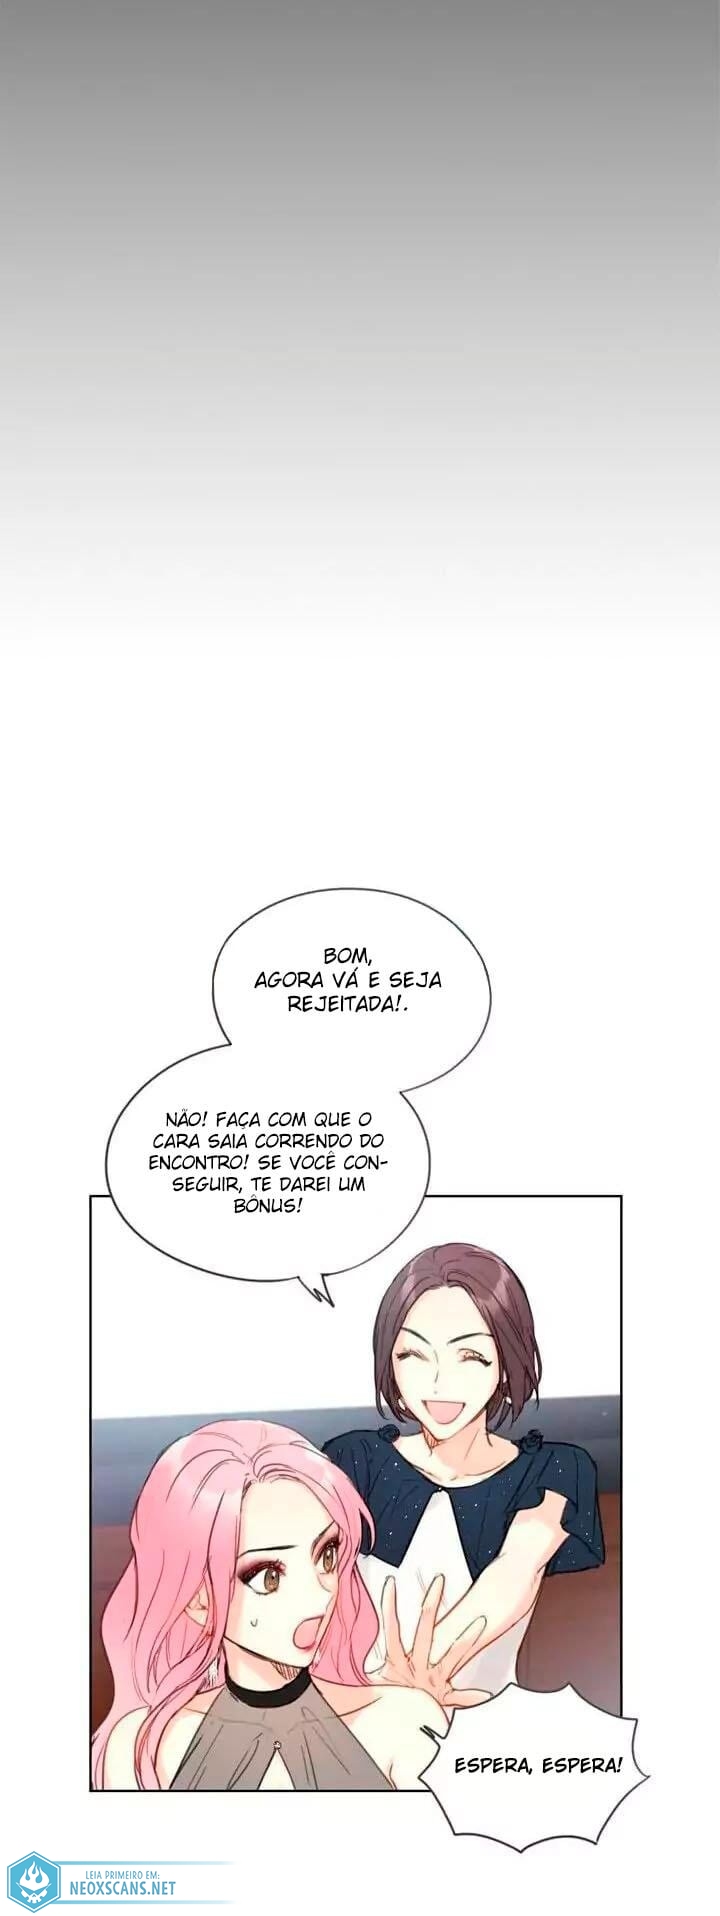 BOM,
AGORA VÁ E SEJA
REJEITADA!.
NÃO! FAÇA COM QUE O
CARA SAIA CORRENDO DO
ENCONTRO! SE VOCÊ CON-
SEGUIR, TE DAREI UM
BÔNUS!
ESPERA, ESPERA!
LEIA PRIMEIRO EM:
NEOXSCANS.NET